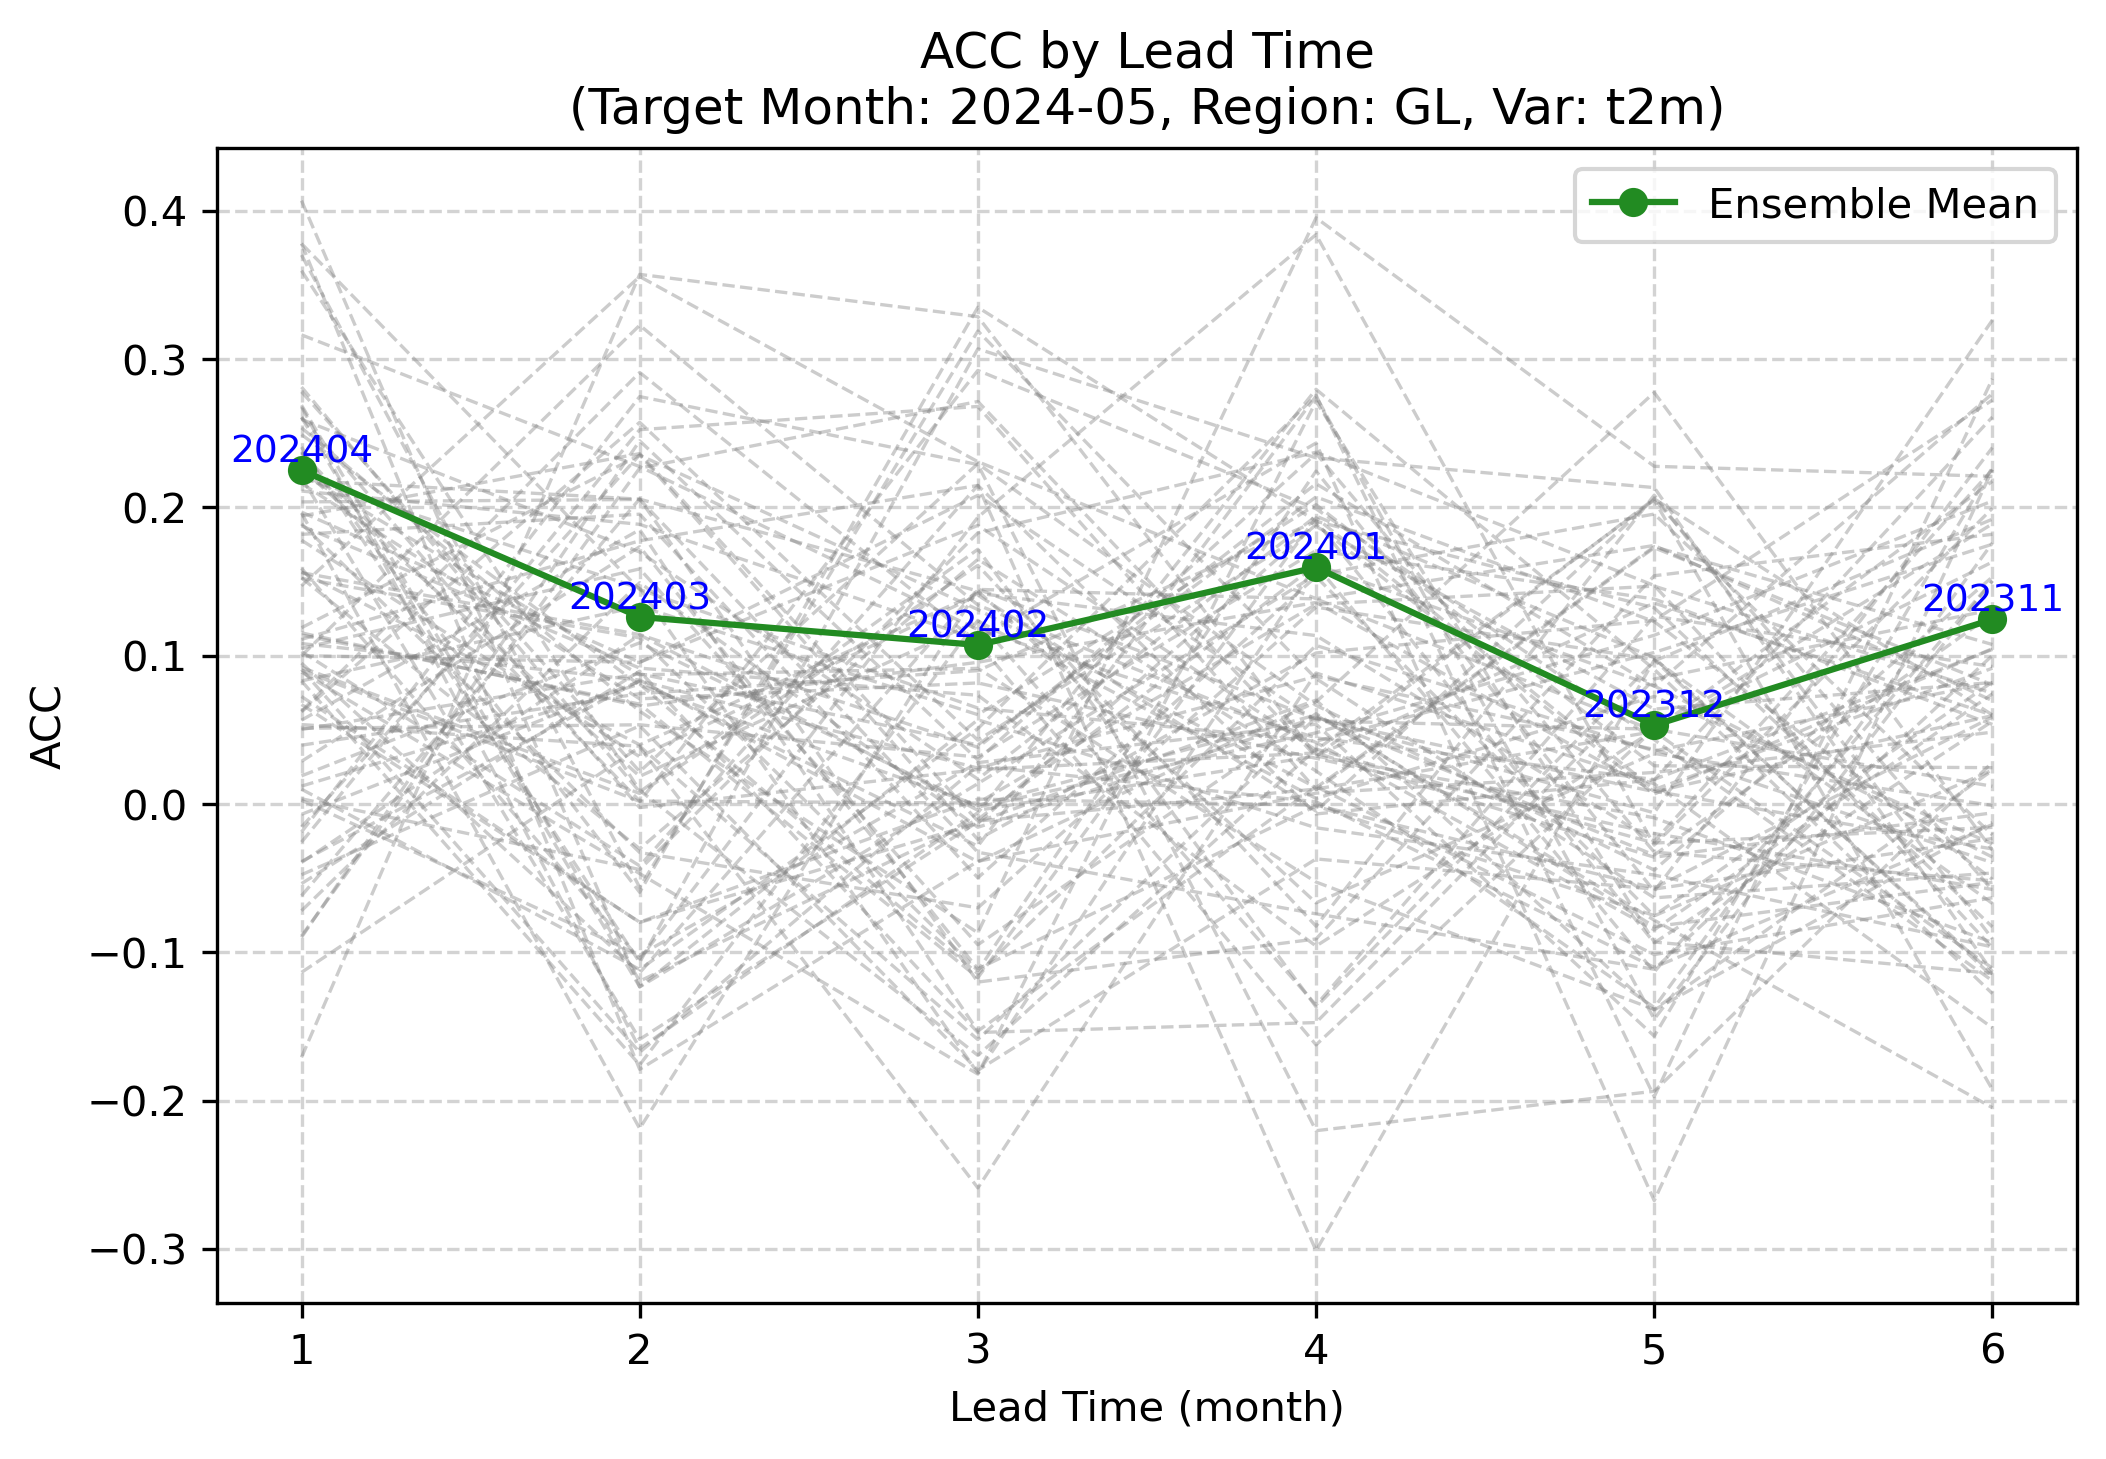 ACC by Lead Time
(Target Month: 2024-05, Region: GL, Var: t2m)
Ensemble Mean
0.4
0.3
0.2
0.1
0.0
−0.1
−0.2
−0.3
ACC
202404
202403
202402
202401
202312
202311
1 2 3 4 5 6
Lead Time (month)